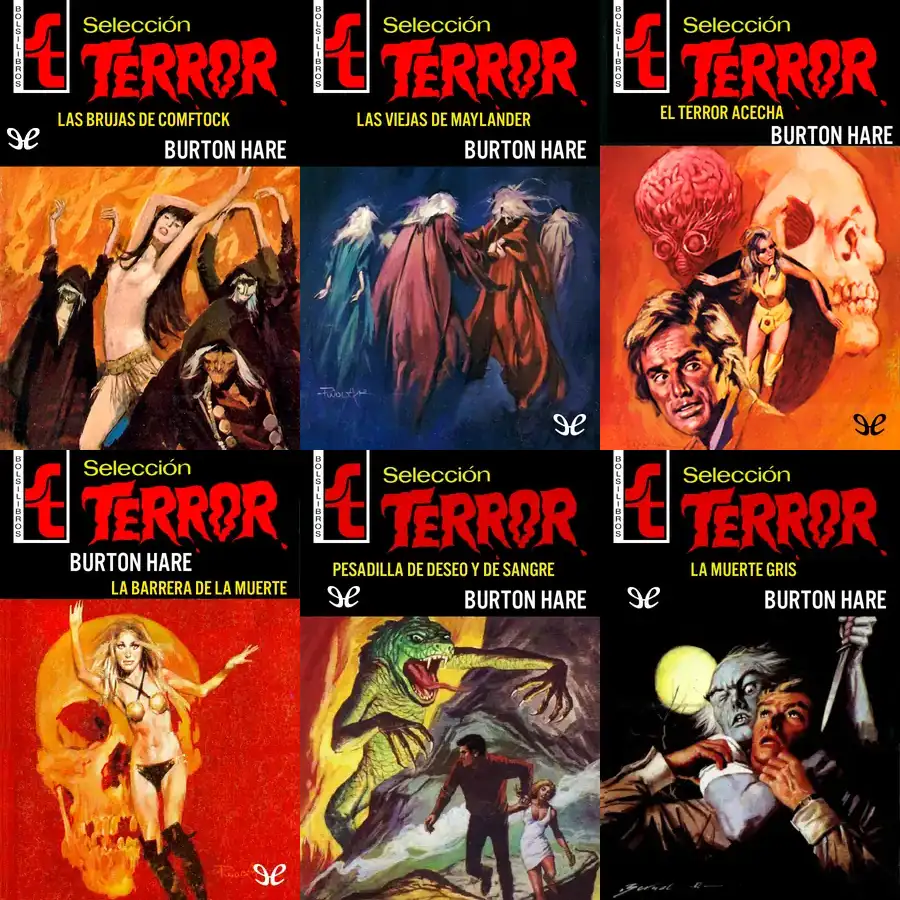 BOLSILIBROS
Selección
TERROR
LAS BRUJAS DE COMFTOCK
BURTON HARE
BOLSILIBROS
Selección
TERROR
LAS VIEJAS DE MAYLANDER
BURTON HARE
BOLSILIBROS
Selección
TERROR
EL TERROR ACECHA
BURTON HARE
BOLSILIBROS
Selección
TERROR
BURTON HARE
LA BARRERA DE LA MUERTE
BOLSILIBROS
Selección
TERROR
PESADILLA DE DESEO Y DE SANGRE
BURTON HARE
BOLSILIBROS
Selección
TERROR
LA MUERTE GRIS
BURTON HARE